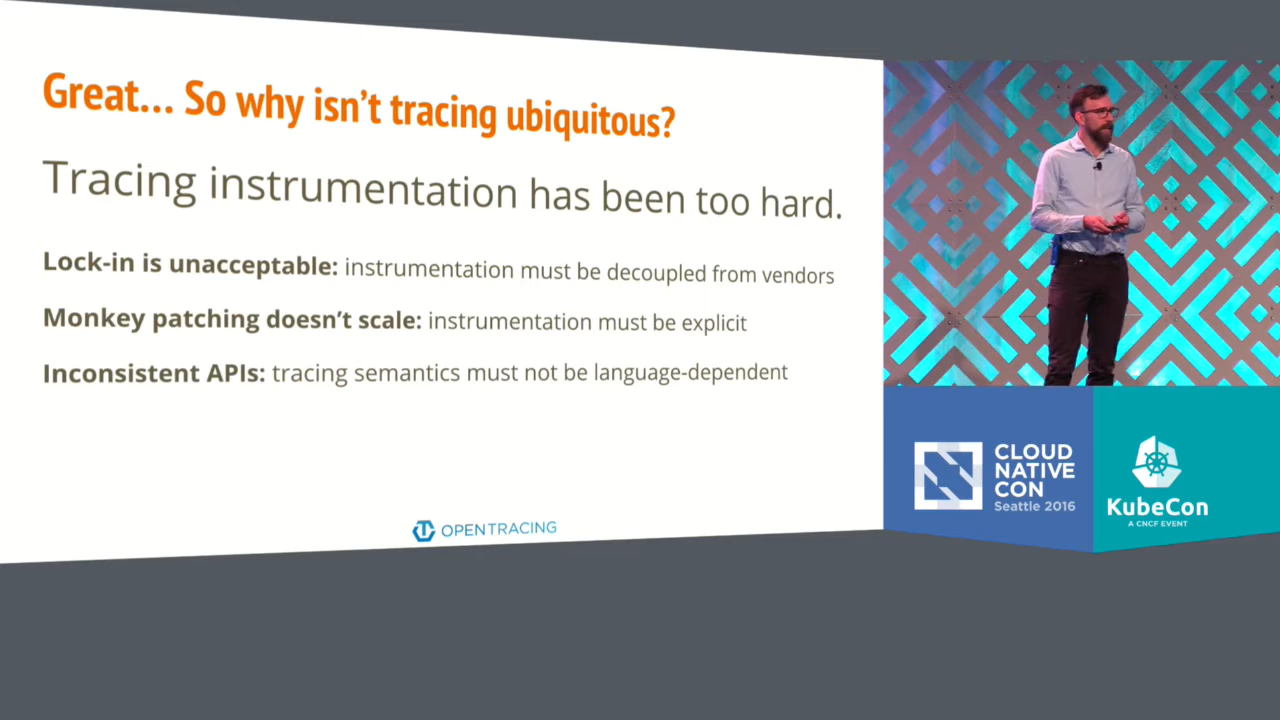 Great... So why isn't tracing ubiquitous?
Tracing instrumentation has been too hard.
Lock-in is unacceptable: instrumentation must be decoupled from vendors
Monkey patching doesn't scale: instrumentation must be explicit
Inconsistent APIs: tracing semantics must not be language-dependent
OPENTRACING
CLOUD
NATIVE
CON
Seattle 2016
KubeCon
A CNCF EVENT